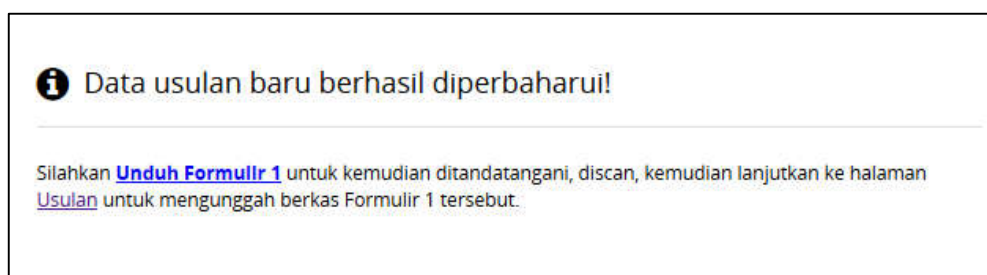 Data usulan baru berhasil diperbaharui!
Silahkan Unduh Formulir 1 untuk kemudian ditandatangani, discan, kemudian lanjutkan ke halaman
Usulan untuk mengunggah berkas Formulir 1 tersebut.